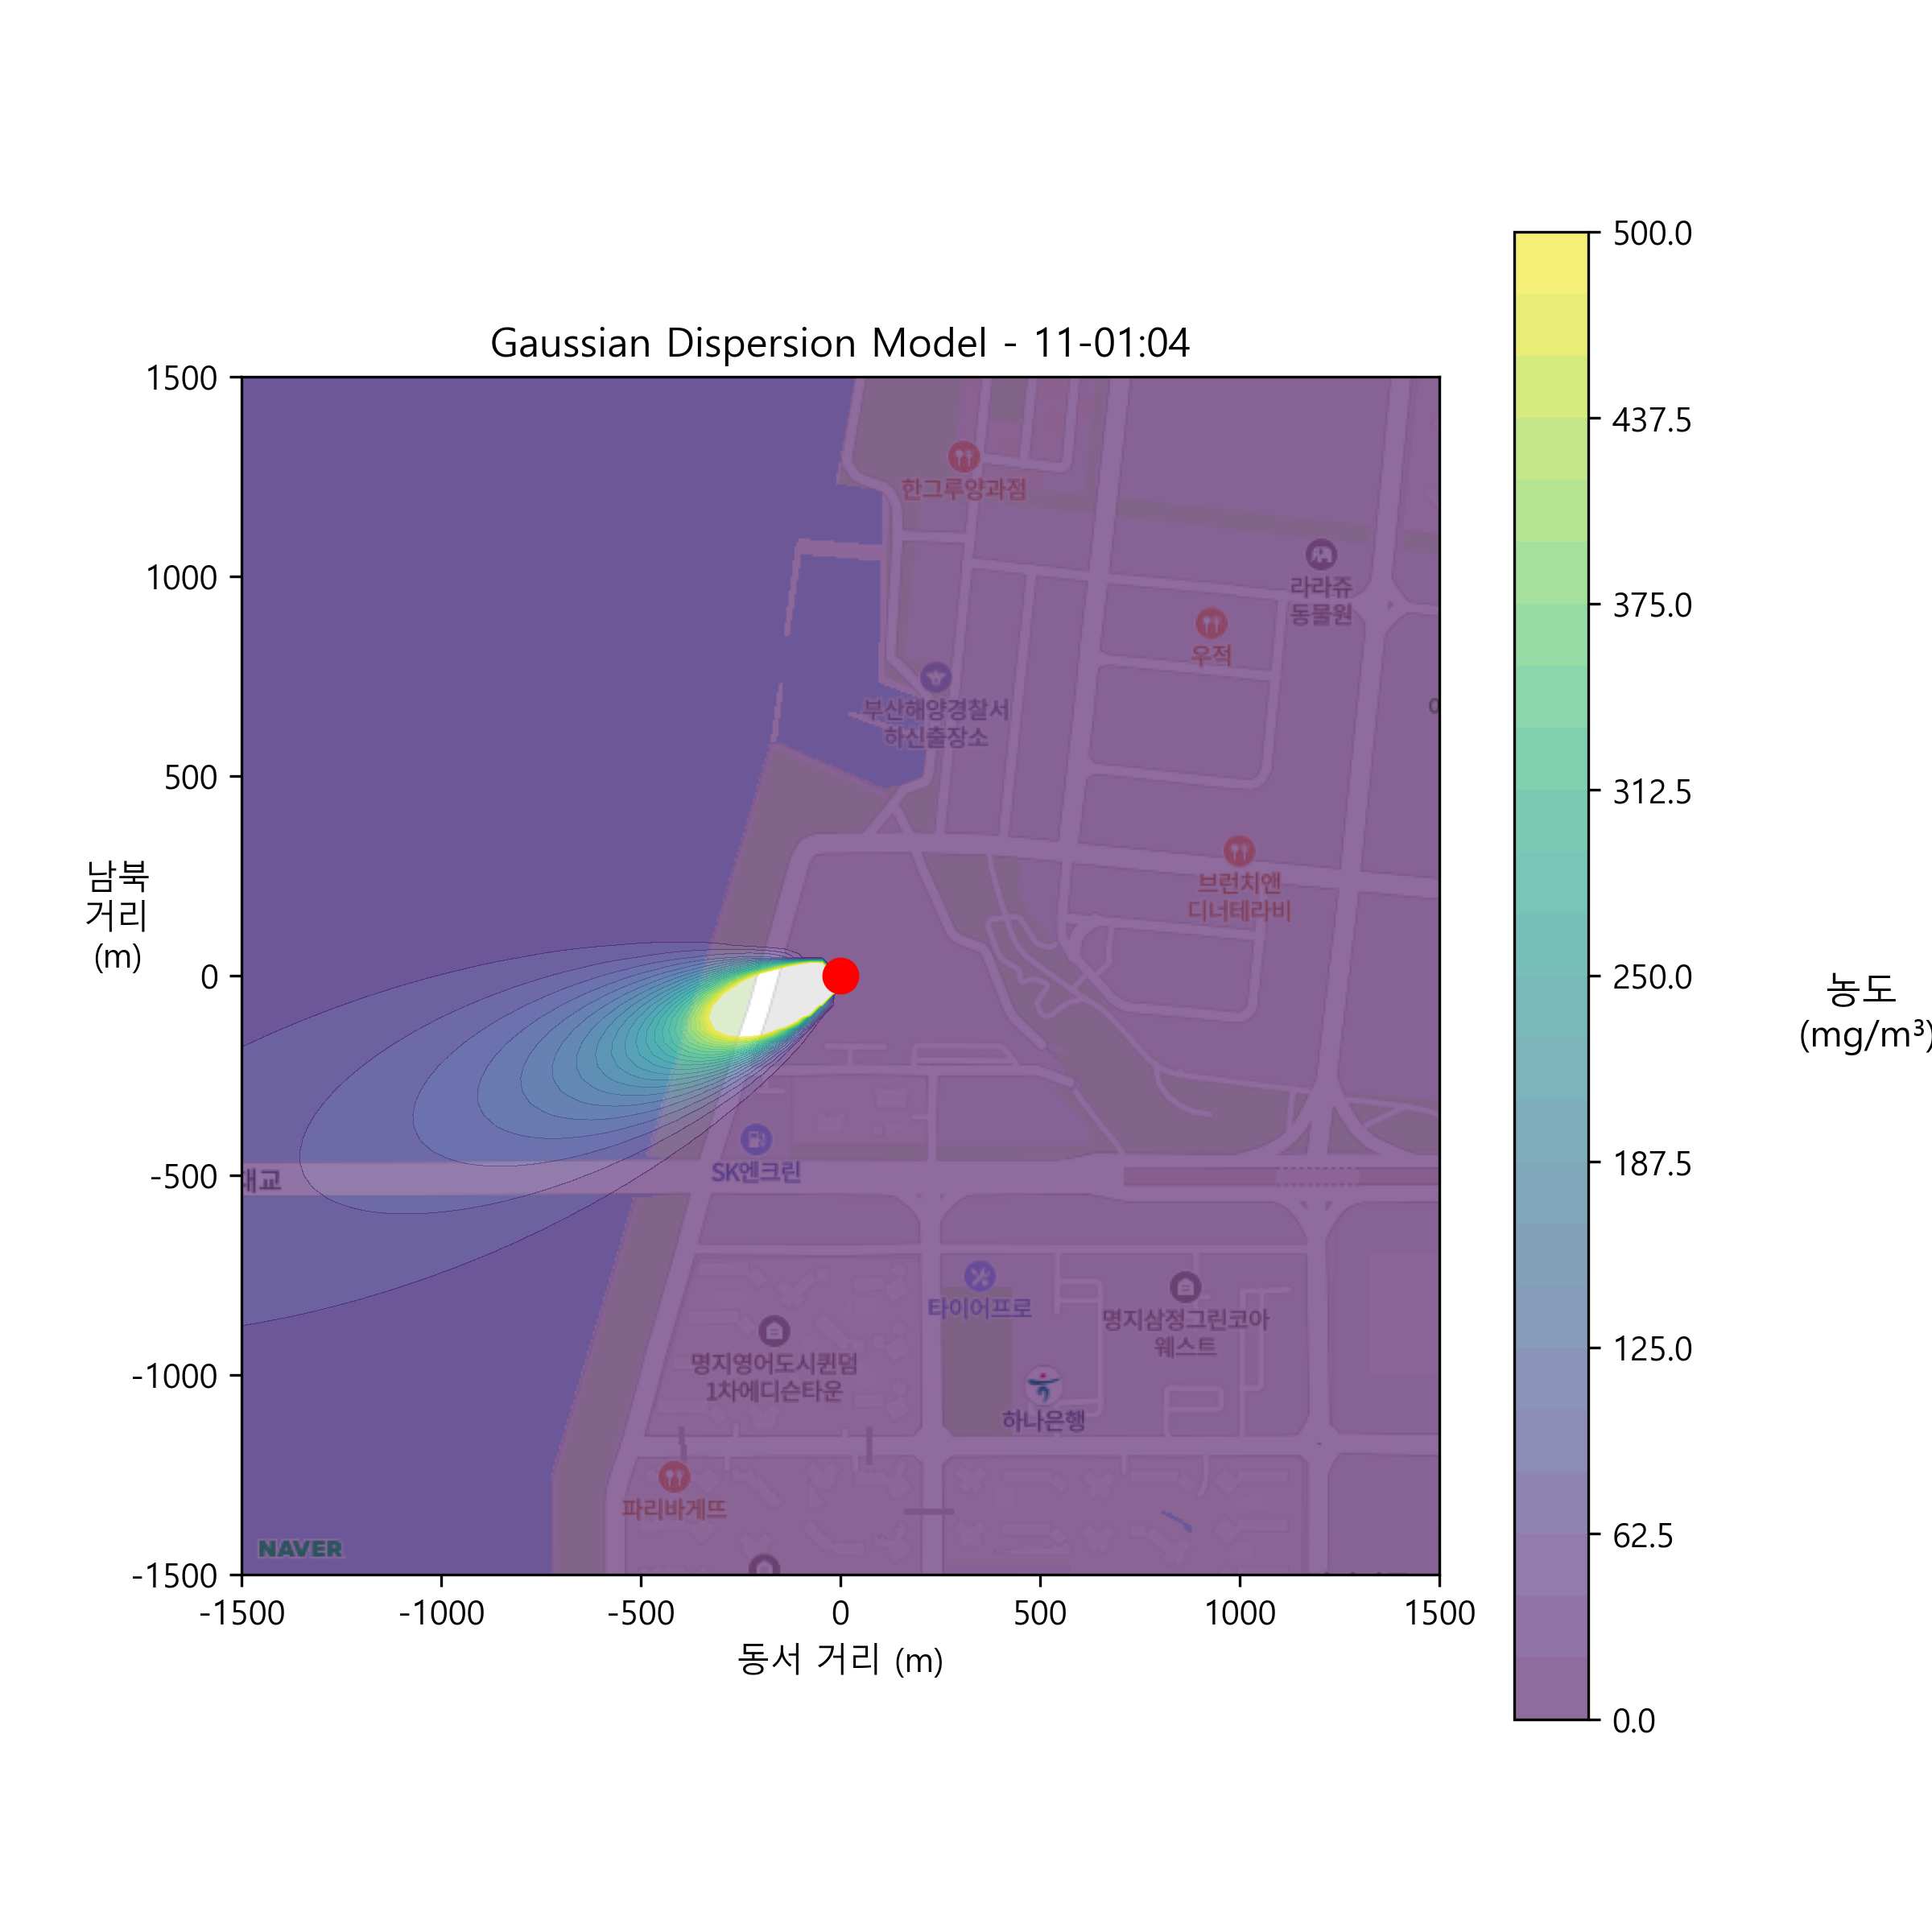 Gaussian Dispersion Model - 11-01:04
1500
1000
500
0
-500
-1000
-1500
남북
거리
(m)
-1500
-1000
-500
0
500
1000
1500
동서 거리 (m)
한그루양과점
라라쥬
동물원
우적
부산해양경찰서
하신출장소
브런치앤
디너테라비
대교
SK엔크린
타이어프로
명지삼정그린코아
웨스트
명지영어도시퀸덤
1차에디슨타운
하나은행
파리바게뜨
NAVER
500.0
437.5
375.0
312.5
250.0
187.5
125.0
62.5
0.0
농도
(mg/m³)